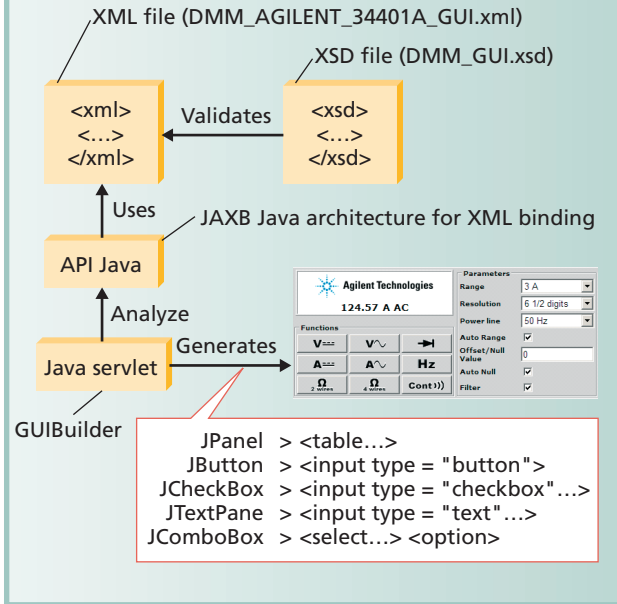 XML file (DMM_AGILENT_34401A_GUI.xml)
XSD file (DMM_GUI.xsd)
<xml>
<...>
</xml>
Validates
<xsd>
<...>
</xsd>
Uses
JAXB Java architecture for XML binding
API Java
Analyze
Java servlet
Generates
GUIBuilder
Agilent Technologies
124.57 A AC
Functions
V⎓ V∿
A⎓ A∿ Hz
Ω 2 wires Ω 4 wires Cont )))
Parameters
Range 3 A
Resolution 6 1/2 digits
Power line 50 Hz
Auto Range
Offset/Null
Value 0
Auto Null
Filter
JPanel > <table...>
JButton > <input type = "button">
JCheckBox > <input type = "checkbox"...>
JTextPane > <input type = "text"...>
JComboBox > <select...> <option>